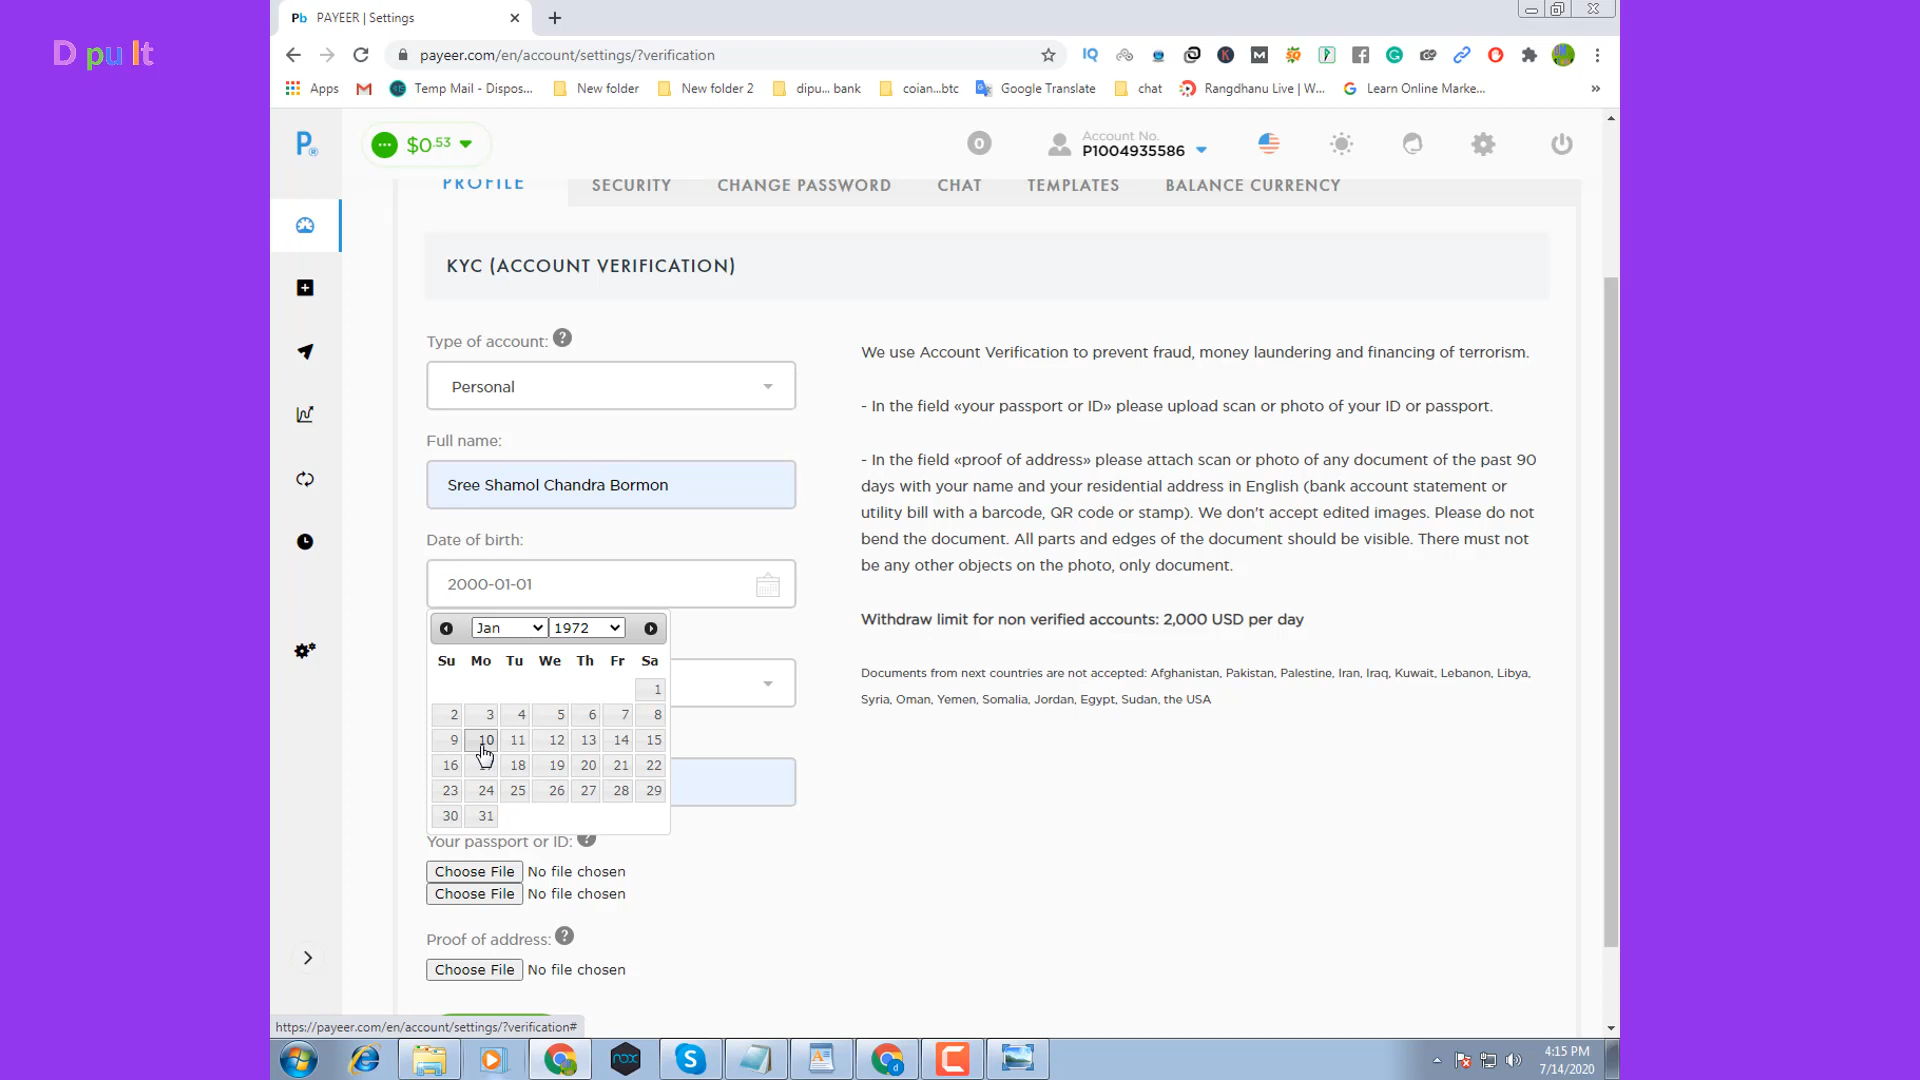 D pu It
Pb PAYEER | Settings
payeer.com/en/account/settings/?verification
Apps
Temp Mail - Dispos...
New folder
New folder 2
dipu... bank
coian...btc
Google Translate
chat
Rangdhanu Live | W...
Learn Online Marke...
»
$0.53
0
Account No.
P1004935586
PROFILE
SECURITY
CHANGE PASSWORD
CHAT
TEMPLATES
BALANCE CURRENCY
KYC (ACCOUNT VERIFICATION)
Type of account: ?
Personal
Full name:
Sree Shamol Chandra Bormon
Date of birth:
2000-01-01
Jan 1972
Su Mo Tu We Th Fr Sa
1
2 3 4 5 6 7 8
9 10 11 12 13 14 15
16 18 19 20 21 22
23 24 25 26 27 28 29
30 31
Your passport or ID: ?
Choose File No file chosen
Choose File No file chosen
Proof of address: ?
Choose File No file chosen
We use Account Verification to prevent fraud, money laundering and financing of terrorism.
- In the field «your passport or ID» please upload scan or photo of your ID or passport.
- In the field «proof of address» please attach scan or photo of any document of the past 90
days with your name and your residential address in English (bank account statement or
utility bill with a barcode, QR code or stamp). We don't accept edited images. Please do not
bend the document. All parts and edges of the document should be visible. There must not
be any other objects on the photo, only document.
Withdraw limit for non verified accounts: 2,000 USD per day
Documents from next countries are not accepted: Afghanistan, Pakistan, Palestine, Iran, Iraq, Kuwait, Lebanon, Libya,
Syria, Oman, Yemen, Somalia, Jordan, Egypt, Sudan, the USA
https://payeer.com/en/account/settings/?verification#
4:15 PM
7/14/2020